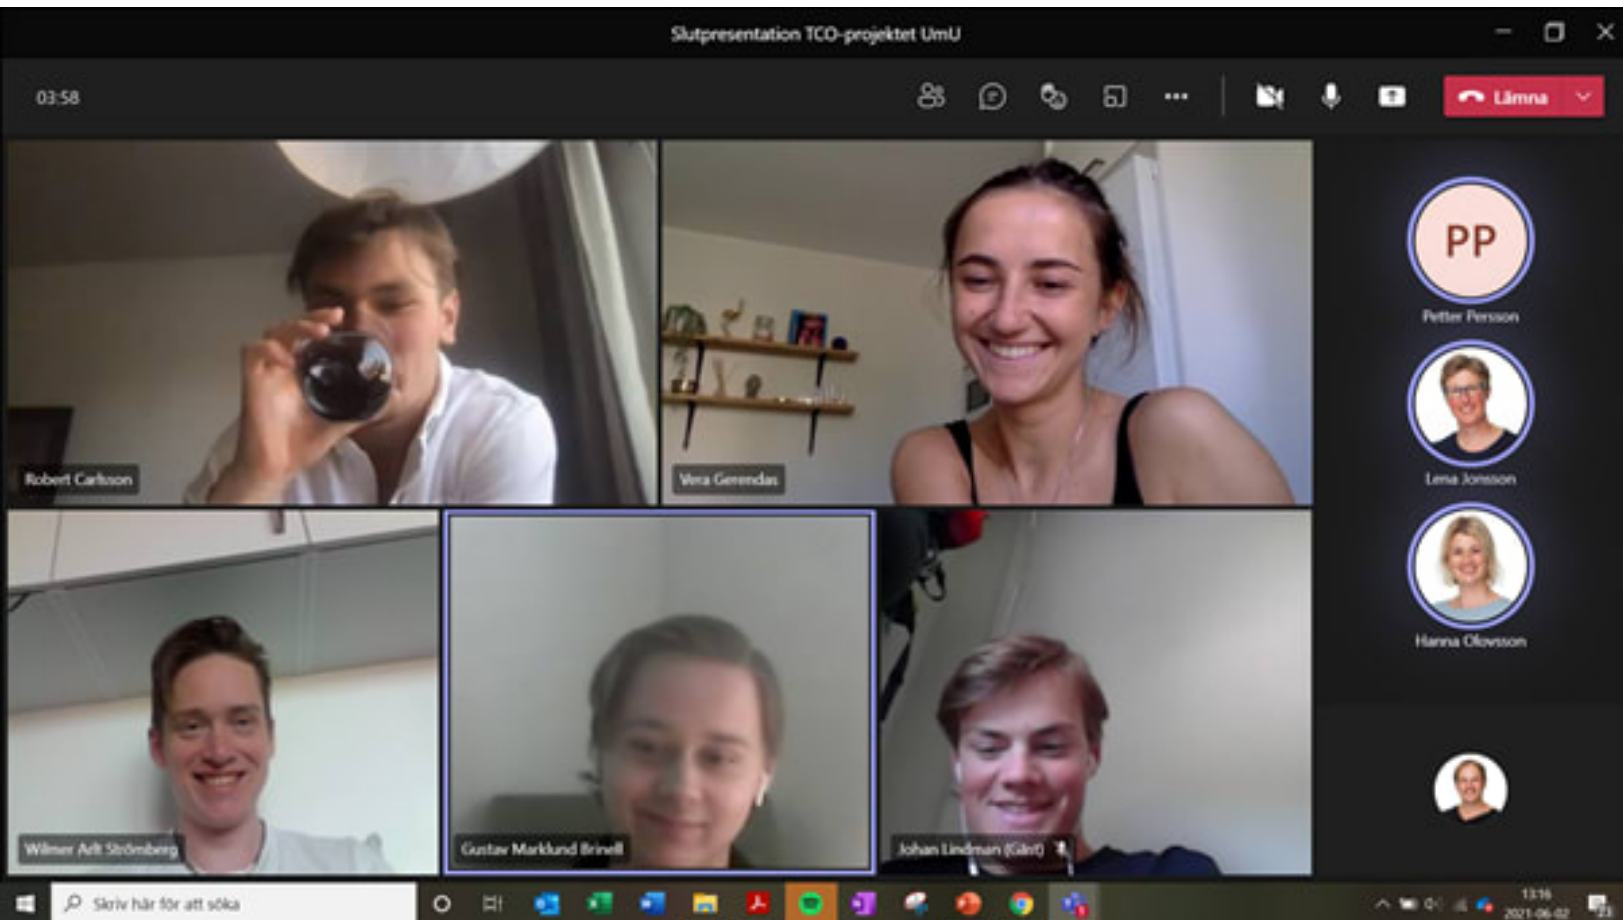 Slutpresentation TCO-projektet UmU
03:58
Lämna
PP
Petter Persson
Lena Jonsson
Hanna Olovsson
Robert Carlsson
Vera Gerendas
Wilmer Arlt Strömberg
Gustav Marklund Brinell
Johan Lindman (Gäst)
Skriv här för att söka
13:16
2021-06-02